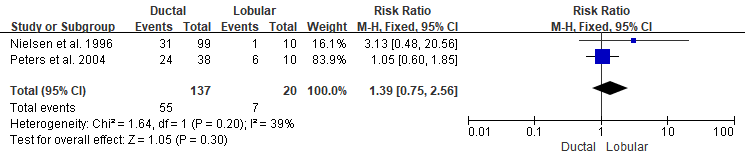 Ductal Lobular Risk Ratio Risk Ratio
Study or Subgroup Events Total Events Total Weight M-H, Fixed, 95% CI M-H, Fixed, 95% CI
Nielsen et al. 1996 31 99 1 10 16.1% 3.13 [0.48, 20.56]
Peters et al. 2004 24 38 6 10 83.9% 1.05 [0.60, 1.85]
Total (95% CI) 137 20 100.0% 1.39 [0.75, 2.56]
Total events 55 7
Heterogeneity: Chi² = 1.64, df = 1 (P = 0.20); I² = 39%
Test for overall effect: Z = 1.05 (P = 0.30)
0.01 0.1 1 10 100
Ductal Lobular